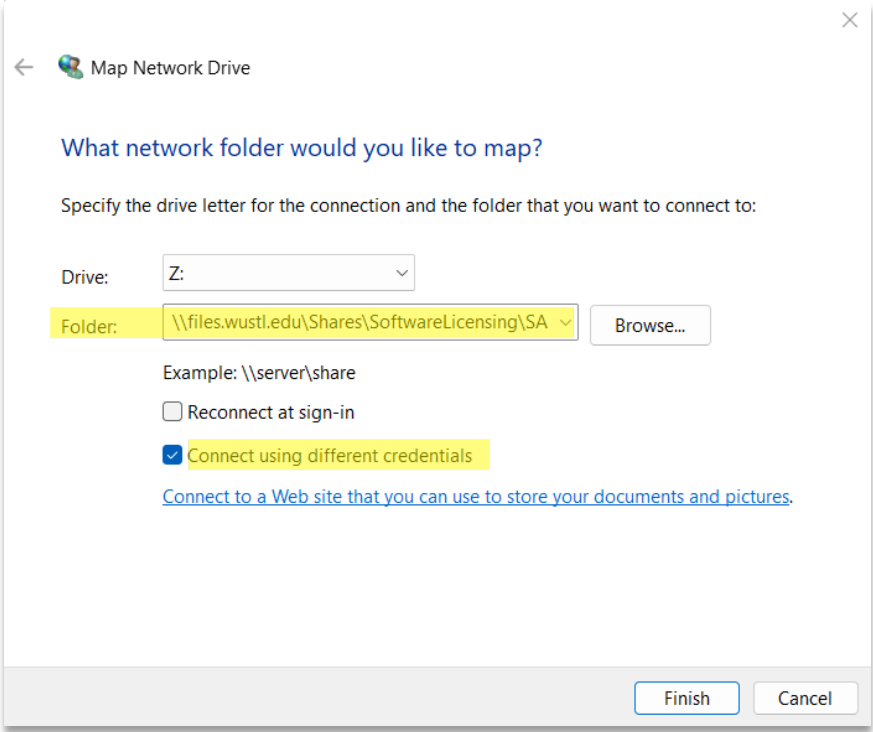 Map Network Drive
What network folder would you like to map?
Specify the drive letter for the connection and the folder that you want to connect to:
Drive: Z:
Folder: \\files.wustl.edu\Shares\SoftwareLicensing\SA Browse...
Example: \\server\share
Reconnect at sign-in
Connect using different credentials
Connect to a Web site that you can use to store your documents and pictures.
Finish Cancel